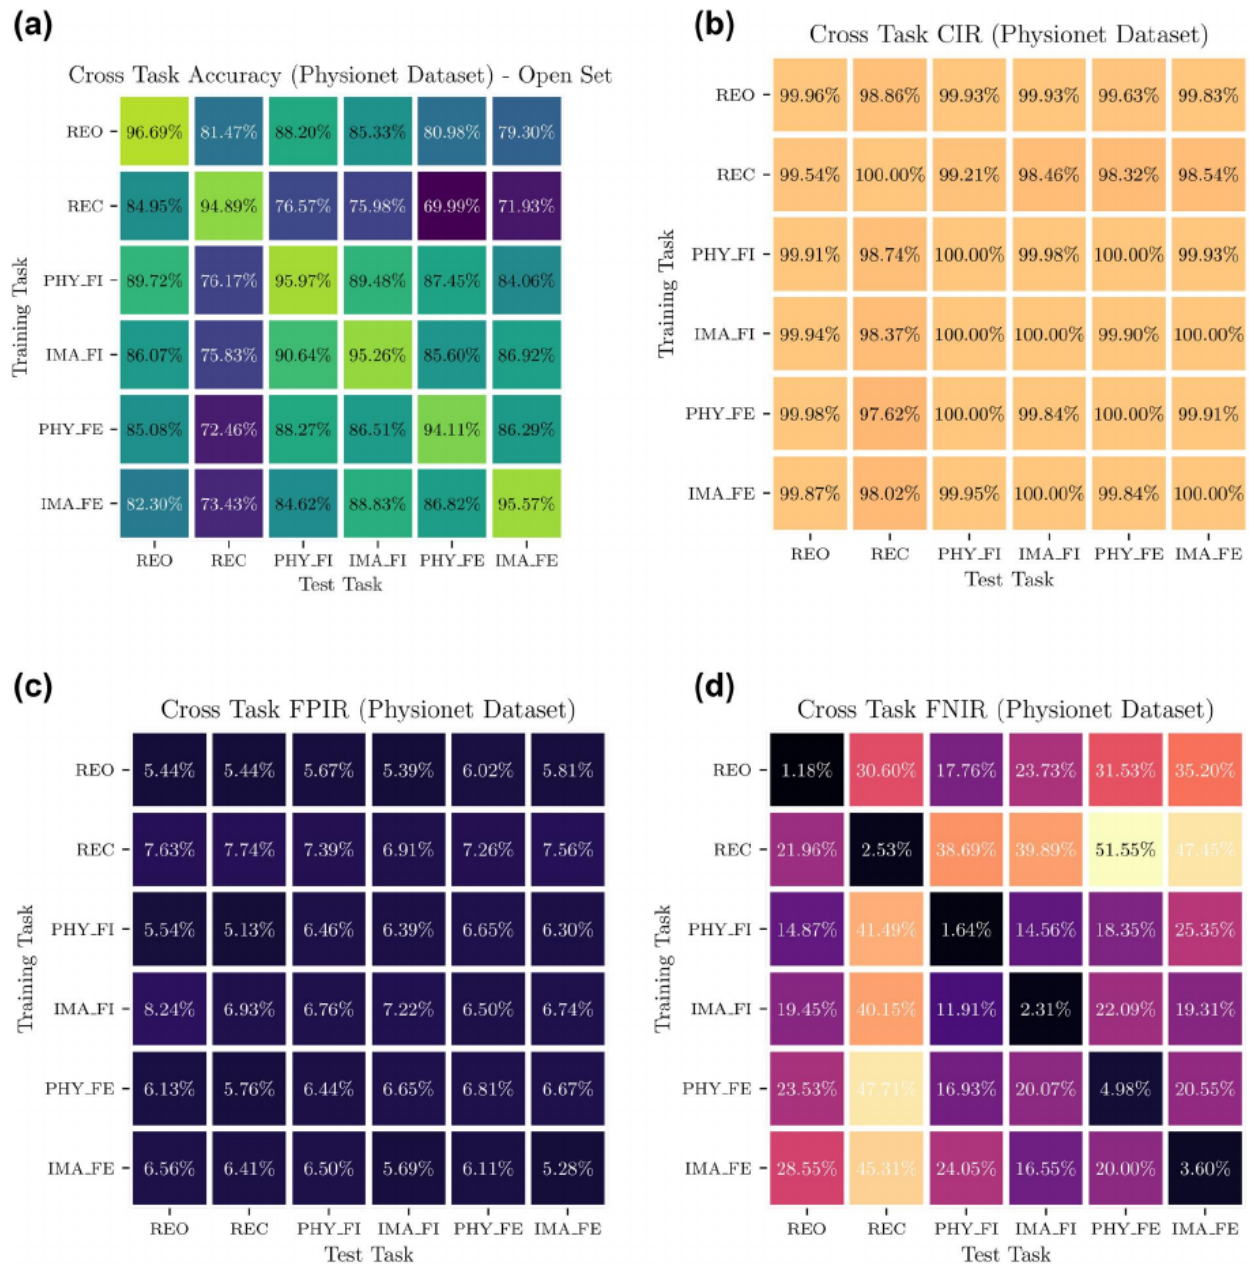 (a)
Cross Task Accuracy (Physionet Dataset) - Open Set
Training Task
REO 96.69% 81.47% 88.20% 85.33% 80.98% 79.30%
REC 84.95% 94.89% 76.57% 75.98% 69.99% 71.93%
PHY_FI 89.72% 76.17% 95.97% 89.48% 87.45% 84.06%
IMA_FI 86.07% 75.83% 90.64% 95.26% 85.60% 86.92%
PHY_FE 85.08% 72.46% 88.27% 86.51% 94.11% 86.29%
IMA_FE 82.30% 73.43% 84.62% 88.83% 86.82% 95.57%
REO REC PHY_FI IMA_FI PHY_FE IMA_FE
Test Task
(b)
Cross Task CIR (Physionet Dataset)
Training Task
REO 99.96% 98.86% 99.93% 99.93% 99.63% 99.83%
REC 99.54% 100.00% 99.21% 98.46% 98.32% 98.54%
PHY_FI 99.91% 98.74% 100.00% 99.98% 100.00% 99.93%
IMA_FI 99.94% 98.37% 100.00% 100.00% 99.90% 100.00%
PHY_FE 99.98% 97.62% 100.00% 99.84% 100.00% 99.91%
IMA_FE 99.87% 98.02% 99.95% 100.00% 99.84% 100.00%
REO REC PHY_FI IMA_FI PHY_FE IMA_FE
Test Task
(c)
Cross Task FPIR (Physionet Dataset)
Training Task
REO 5.44% 5.44% 5.67% 5.39% 6.02% 5.81%
REC 7.63% 7.74% 7.39% 6.91% 7.26% 7.56%
PHY_FI 5.54% 5.13% 6.46% 6.39% 6.65% 6.30%
IMA_FI 8.24% 6.93% 6.76% 7.22% 6.50% 6.74%
PHY_FE 6.13% 5.76% 6.44% 6.65% 6.81% 6.67%
IMA_FE 6.56% 6.41% 6.50% 5.69% 6.11% 5.28%
REO REC PHY_FI IMA_FI PHY_FE IMA_FE
Test Task
(d)
Cross Task FNIR (Physionet Dataset)
Training Task
REO 1.18% 30.60% 17.76% 23.73% 31.53% 35.20%
REC 21.96% 2.53% 38.69% 39.89% 51.55% 47.45%
PHY_FI 14.87% 41.49% 1.64% 14.56% 18.35% 25.35%
IMA_FI 19.45% 40.15% 11.91% 2.31% 22.09% 19.31%
PHY_FE 23.53% 47.71% 16.93% 20.07% 4.98% 20.55%
IMA_FE 28.55% 45.31% 24.05% 16.55% 20.00% 3.60%
REO REC PHY_FI IMA_FI PHY_FE IMA_FE
Test Task